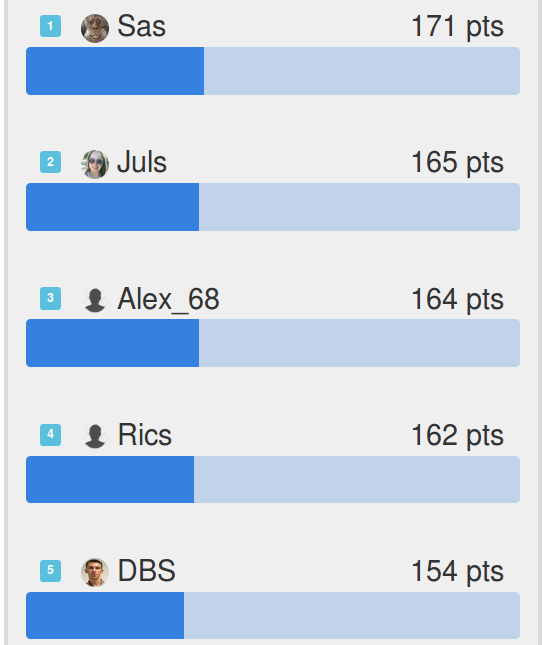 1 Sas 171 pts
2 Juls 165 pts
3 Alex_68 164 pts
4 Rics 162 pts
5 DBS 154 pts